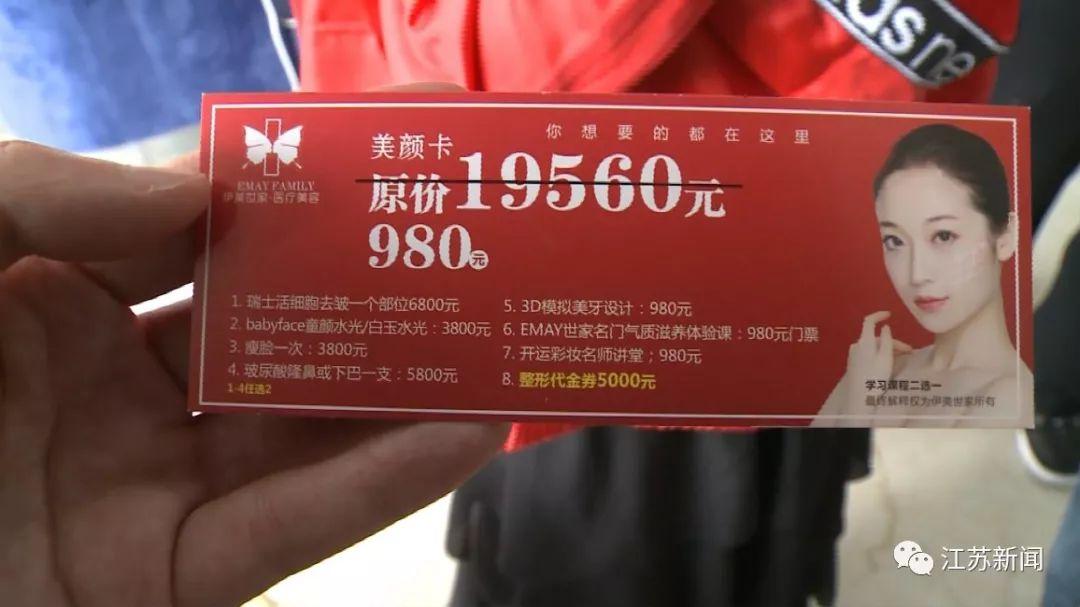 das ne
你想要的都在这里
EMAY FAMILY
伊美世家·医疗美容
美颜卡
原价19560元
980元
1. 瑞士活细胞去皱一个部位6800元
2. babyface童颜水光/白玉水光：3800元
3. 瘦脸一次：3800元
4. 玻尿酸隆鼻或下巴一支：5800元
1-4任选2
5. 3D模拟美牙设计：980元
6. EMAY世家名门气质滋养体验课：980元门票
7. 开运彩妆名师讲堂；980元
8. 整形代金券5000元
学习课程二选一
最终解释权为伊美世家所有
江苏新闻